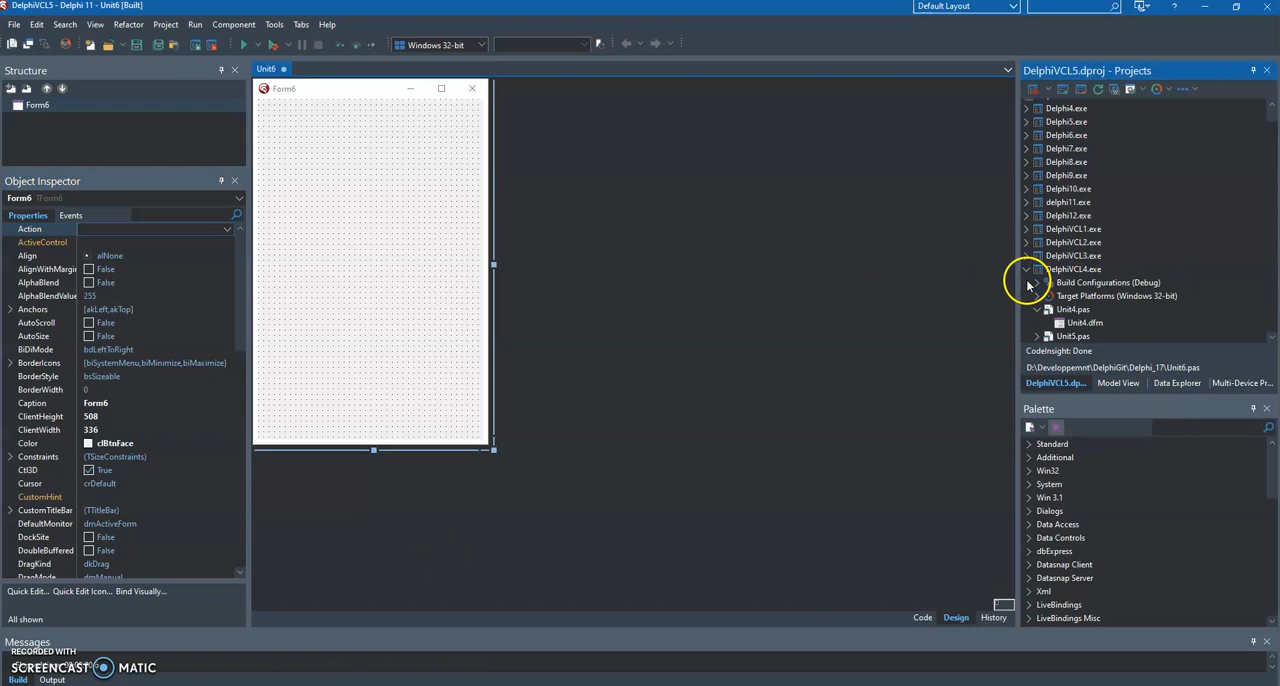 DelphiVCL5 - Delphi 11 - Unit6 [Built]
Default Layout
File Edit Search View Refactor Project Run Component Tools Tabs Help
Windows 32-bit
Structure
Form6
Object Inspector
Form6 TForm6
Properties Events
Action
ActiveControl
Align alNone
AlignWithMargin False
AlphaBlend False
AlphaBlendValue 255
Anchors [akLeft,akTop]
AutoScroll False
AutoSize False
BiDiMode bdLeftToRight
BorderIcons [biSystemMenu,biMinimize,biMaximize]
BorderStyle bsSizeable
BorderWidth 0
Caption Form6
ClientHeight 508
ClientWidth 336
Color clBtnFace
Constraints (TSizeConstraints)
Ctl3D True
Cursor crDefault
CustomHint
CustomTitleBar (TTitleBar)
DefaultMonitor dmActiveForm
DockSite False
DoubleBuffered False
DragKind dkDrag
DragMode dmManual
Quick Edit... Quick Edit Icon... Bind Visually...
All shown
Unit6
Form6
Code Design History
DelphiVCL5.dproj - Projects
Delphi4.exe
Delphi5.exe
Delphi6.exe
Delphi7.exe
Delphi8.exe
Delphi9.exe
Delphi10.exe
delphi11.exe
Delphi12.exe
DelphiVCL1.exe
DelphiVCL2.exe
DelphiVCL3.exe
DelphiVCL4.exe
Build Configurations (Debug)
Target Platforms (Windows 32-bit)
Unit4.pas
Unit4.dfm
Unit5.pas
CodeInsight: Done
D:\Developpemnt\DelphiGit\Delphi_17\Unit6.pas
DelphiVCL5.dp... Model View Data Explorer Multi-Device Pr...
Palette
Standard
Additional
Win32
System
Win 3.1
Dialogs
Data Access
Data Controls
dbExpress
Datasnap Client
Datasnap Server
Xml
LiveBindings
LiveBindings Misc
Messages
RECORDED WITH
SCREENCAST MATIC
Build Output